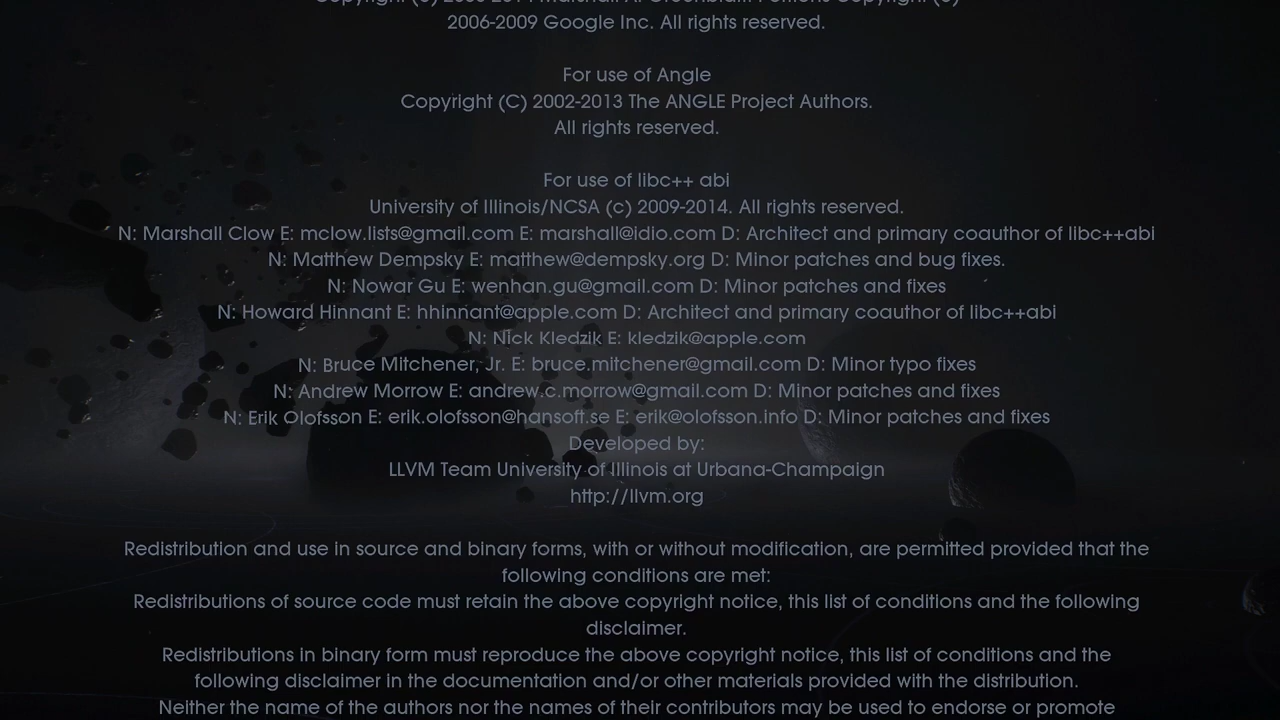 2006-2009 Google Inc. All rights reserved.
For use of Angle
Copyright (C) 2002-2013 The ANGLE Project Authors.
All rights reserved.
For use of libc++ abi
University of Illinois/NCSA (c) 2009-2014. All rights reserved.
N: Marshall Clow E: mclow.lists@gmail.com E: marshall@idio.com D: Architect and primary coauthor of libc++abi
N: Matthew Dempsky E: matthew@dempsky.org D: Minor patches and bug fixes.
N: Nowar Gu E: wenhan.gu@gmail.com D: Minor patches and fixes
N: Howard Hinnant E: hhinnant@apple.com D: Architect and primary coauthor of libc++abi
N: Nick Kledzik E: kledzik@apple.com
N: Bruce Mitchener, Jr. E: bruce.mitchener@gmail.com D: Minor typo fixes
N: Andrew Morrow E: andrew.c.morrow@gmail.com D: Minor patches and fixes
N: Erik Olofsson E: erik.olofsson@hansoft.se E: erik@olofsson.info D: Minor patches and fixes
Developed by:
LLVM Team University of Illinois at Urbana-Champaign
http://llvm.org
Redistribution and use in source and binary forms, with or without modification, are permitted provided that the
following conditions are met:
Redistributions of source code must retain the above copyright notice, this list of conditions and the following
disclaimer.
Redistributions in binary form must reproduce the above copyright notice, this list of conditions and the
following disclaimer in the documentation and/or other materials provided with the distribution.
Neither the name of the authors nor the names of their contributors may be used to endorse or promote